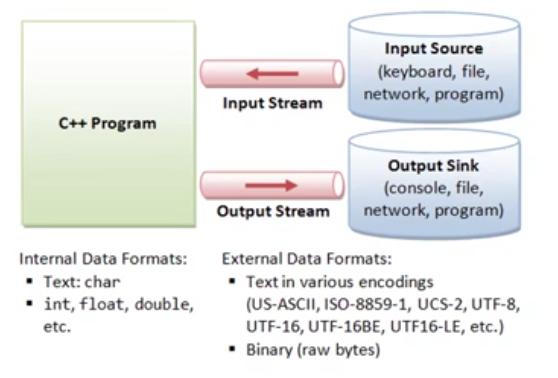 C++ Program
Input Stream
Input Source
(keyboard, file,
network, program)
Output Stream
Output Sink
(console, file,
network, program)
Internal Data Formats:
▪ Text: char
▪ int, float, double,
etc.
External Data Formats:
▪ Text in various encodings
(US-ASCII, ISO-8859-1, UCS-2, UTF-8,
UTF-16, UTF-16BE, UTF16-LE, etc.)
▪ Binary (raw bytes)